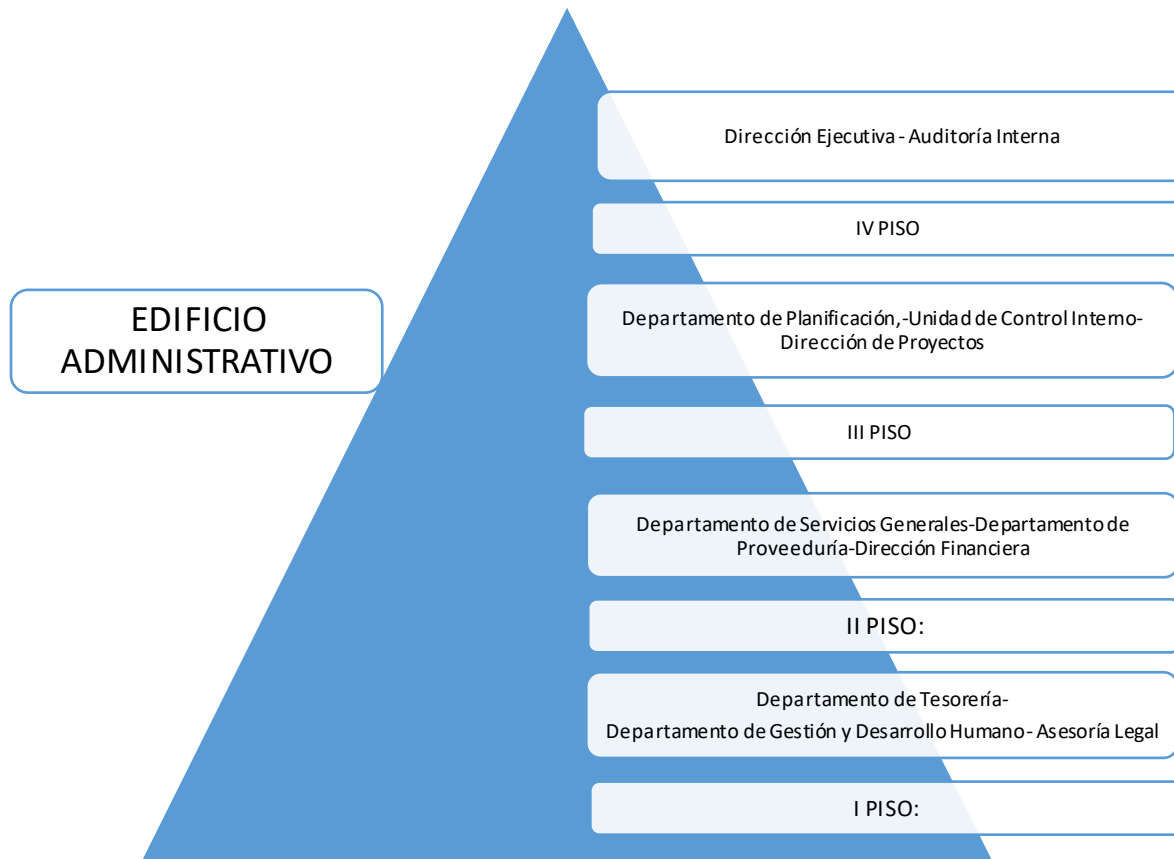 EDIFICIO
ADMINISTRATIVO
Dirección Ejecutiva - Auditoría Interna
IV PISO
Departamento de Planificación,-Unidad de Control Interno-
Dirección de Proyectos
III PISO
Departamento de Servicios Generales-Departamento de
Proveeduría-Dirección Financiera
II PISO:
Departamento de Tesorería-
Departamento de Gestión y Desarrollo Humano - Asesoría Legal
I PISO: